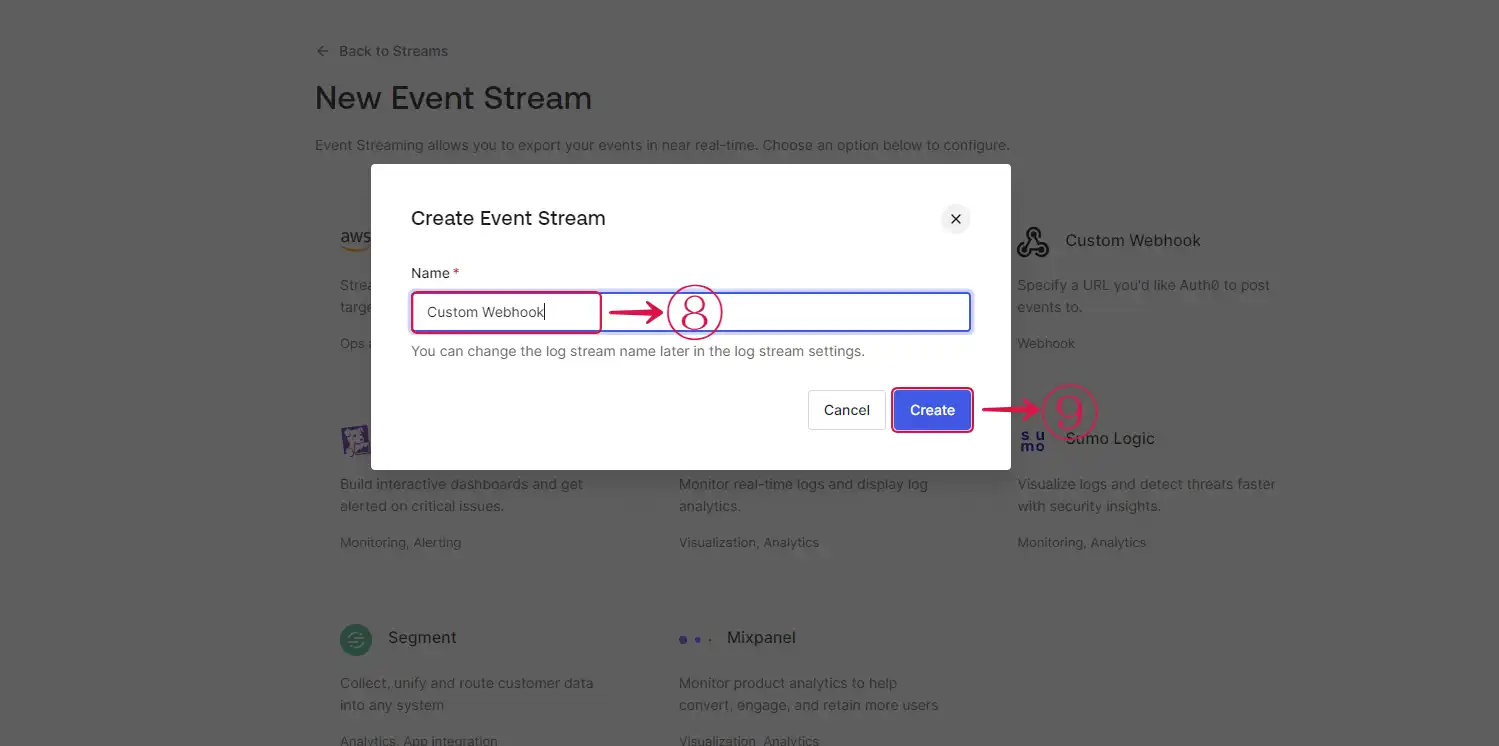 Back to Streams
New Event Stream
Event Streaming allows you to export your events in near real-time. Choose an option below to configure.
Create Event Stream
Name *
Custom Webhook
8
You can change the log stream name later in the log stream settings.
Cancel
Create
9
aws
Ops
Custom Webhook
Specify a URL you'd like Auth0 to post
events to.
Webhook
Build interactive dashboards and get
alerted on critical issues.
Monitoring, Alerting
Monitor real-time logs and display log
analytics.
Visualization, Analytics
sumo
Sumo Logic
Visualize logs and detect threats faster
with security insights.
Monitoring, Analytics
Segment
Collect, unify and route customer data
into any system
Analytics, App integration
Mixpanel
Monitor product analytics to help
convert, engage, and retain more users
Visualization, Analytics